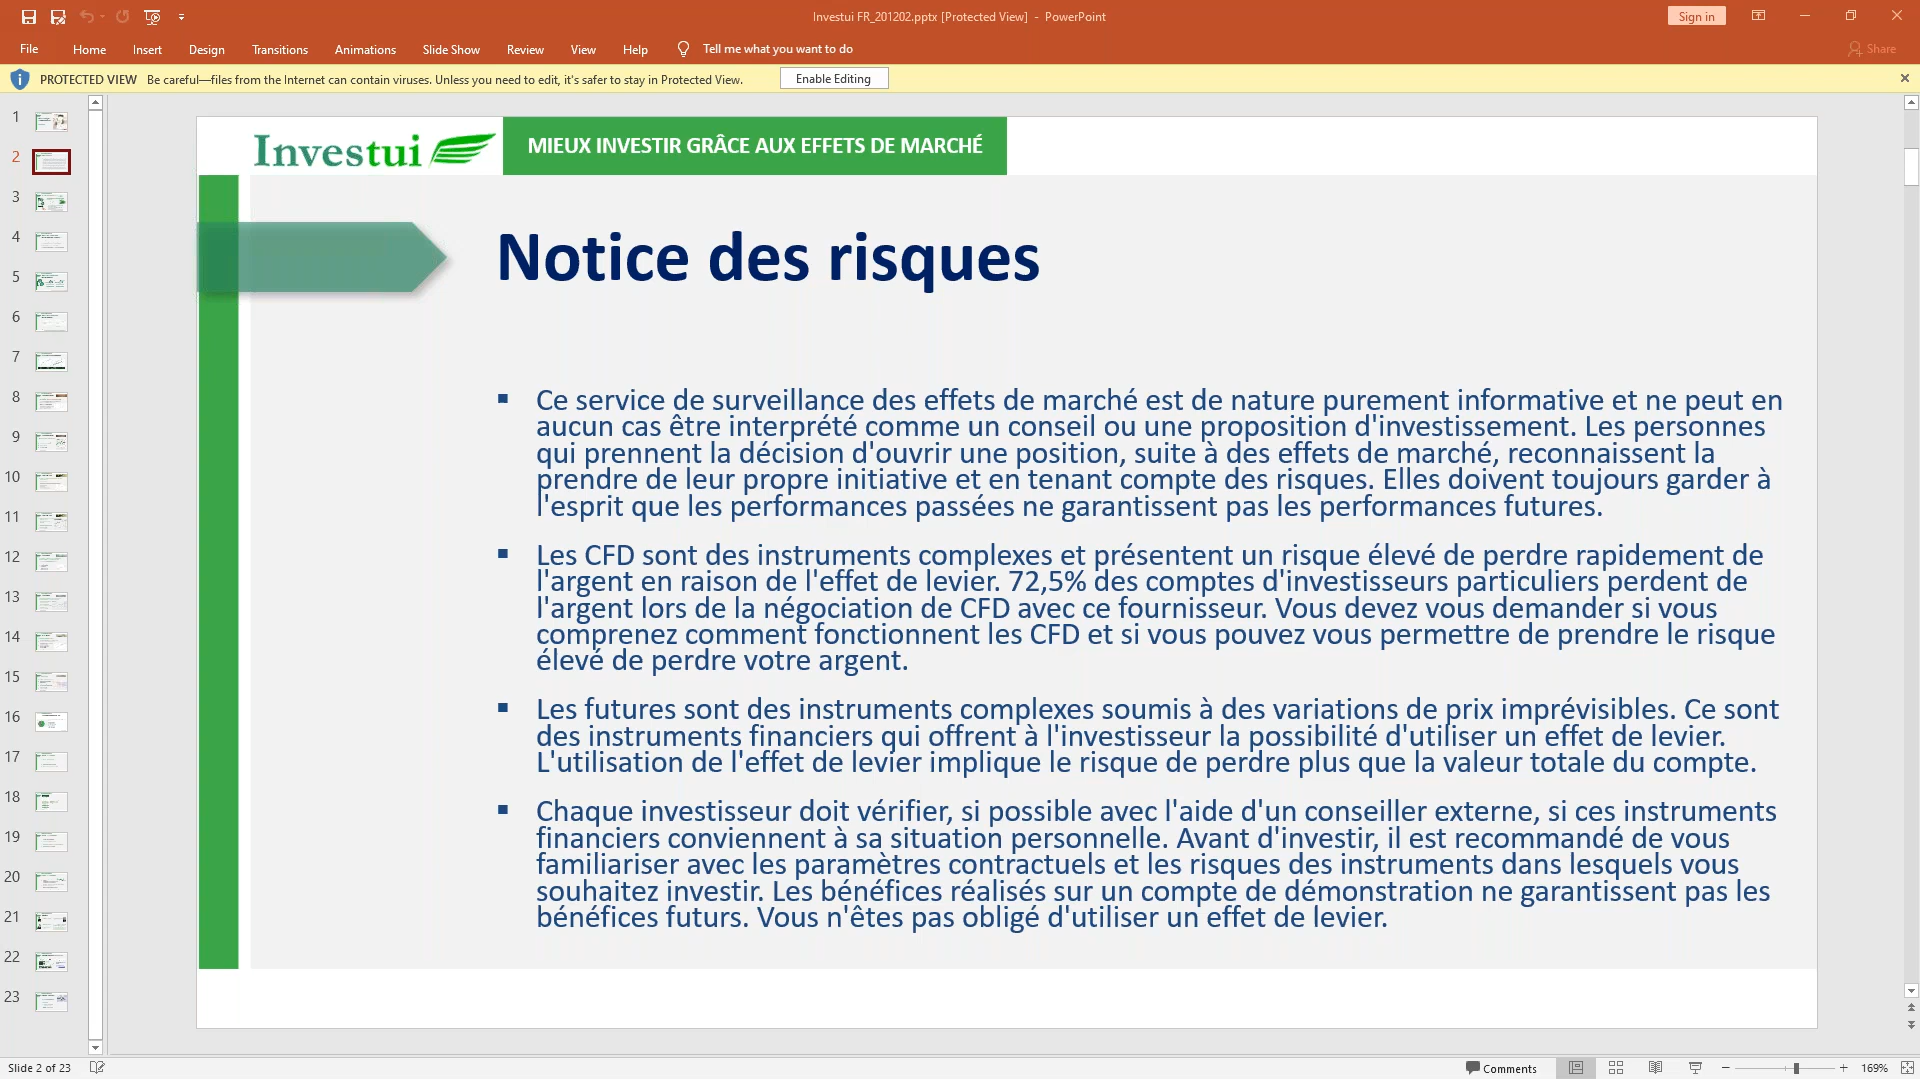 Investui FR_201202.pptx [Protected View] - PowerPoint
Sign in
File Home Insert Design Transitions Animations Slide Show Review View Help Tell me what you want to do
Share
PROTECTED VIEW Be careful—files from the Internet can contain viruses. Unless you need to edit, it's safer to stay in Protected View. Enable Editing
1
2
3
4
5
6
7
8
9
10
11
12
13
14
15
16
17
18
19
20
21
22
23
Investui
MIEUX INVESTIR GRÂCE AUX EFFETS DE MARCHÉ
Notice des risques
▪ Ce service de surveillance des effets de marché est de nature purement informative et ne peut en
aucun cas être interprété comme un conseil ou une proposition d'investissement. Les personnes
qui prennent la décision d'ouvrir une position, suite à des effets de marché, reconnaissent la
prendre de leur propre initiative et en tenant compte des risques. Elles doivent toujours garder à
l'esprit que les performances passées ne garantissent pas les performances futures.
▪ Les CFD sont des instruments complexes et présentent un risque élevé de perdre rapidement de
l'argent en raison de l'effet de levier. 72,5% des comptes d'investisseurs particuliers perdent de
l'argent lors de la négociation de CFD avec ce fournisseur. Vous devez vous demander si vous
comprenez comment fonctionnent les CFD et si vous pouvez vous permettre de prendre le risque
élevé de perdre votre argent.
▪ Les futures sont des instruments complexes soumis à des variations de prix imprévisibles. Ce sont
des instruments financiers qui offrent à l'investisseur la possibilité d'utiliser un effet de levier.
L'utilisation de l'effet de levier implique le risque de perdre plus que la valeur totale du compte.
▪ Chaque investisseur doit vérifier, si possible avec l'aide d'un conseiller externe, si ces instruments
financiers conviennent à sa situation personnelle. Avant d'investir, il est recommandé de vous
familiariser avec les paramètres contractuels et les risques des instruments dans lesquels vous
souhaitez investir. Les bénéfices réalisés sur un compte de démonstration ne garantissent pas les
bénéfices futurs. Vous n'êtes pas obligé d'utiliser un effet de levier.
Slide 2 of 23
Comments
169%